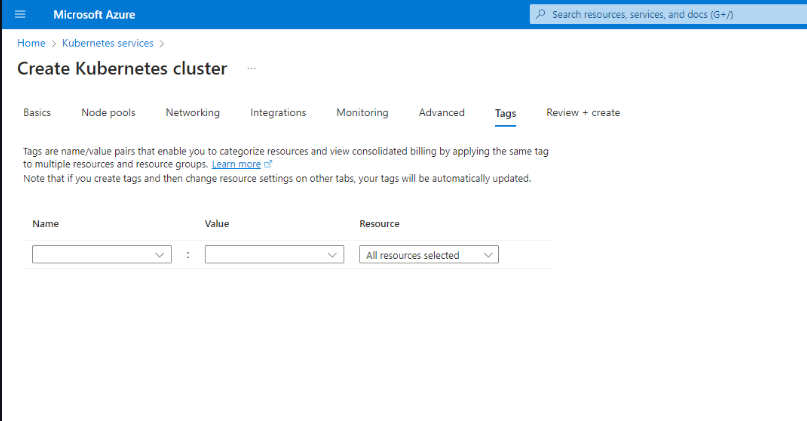 Microsoft Azure
Search resources, services, and docs (G+/)
Home > Kubernetes services >
Create Kubernetes cluster ...
Basics Node pools Networking Integrations Monitoring Advanced Tags Review + create
Tags are name/value pairs that enable you to categorize resources and view consolidated billing by applying the same tag
to multiple resources and resource groups. Learn more
Note that if you create tags and then change resource settings on other tabs, your tags will be automatically updated.
Name Value Resource
: All resources selected